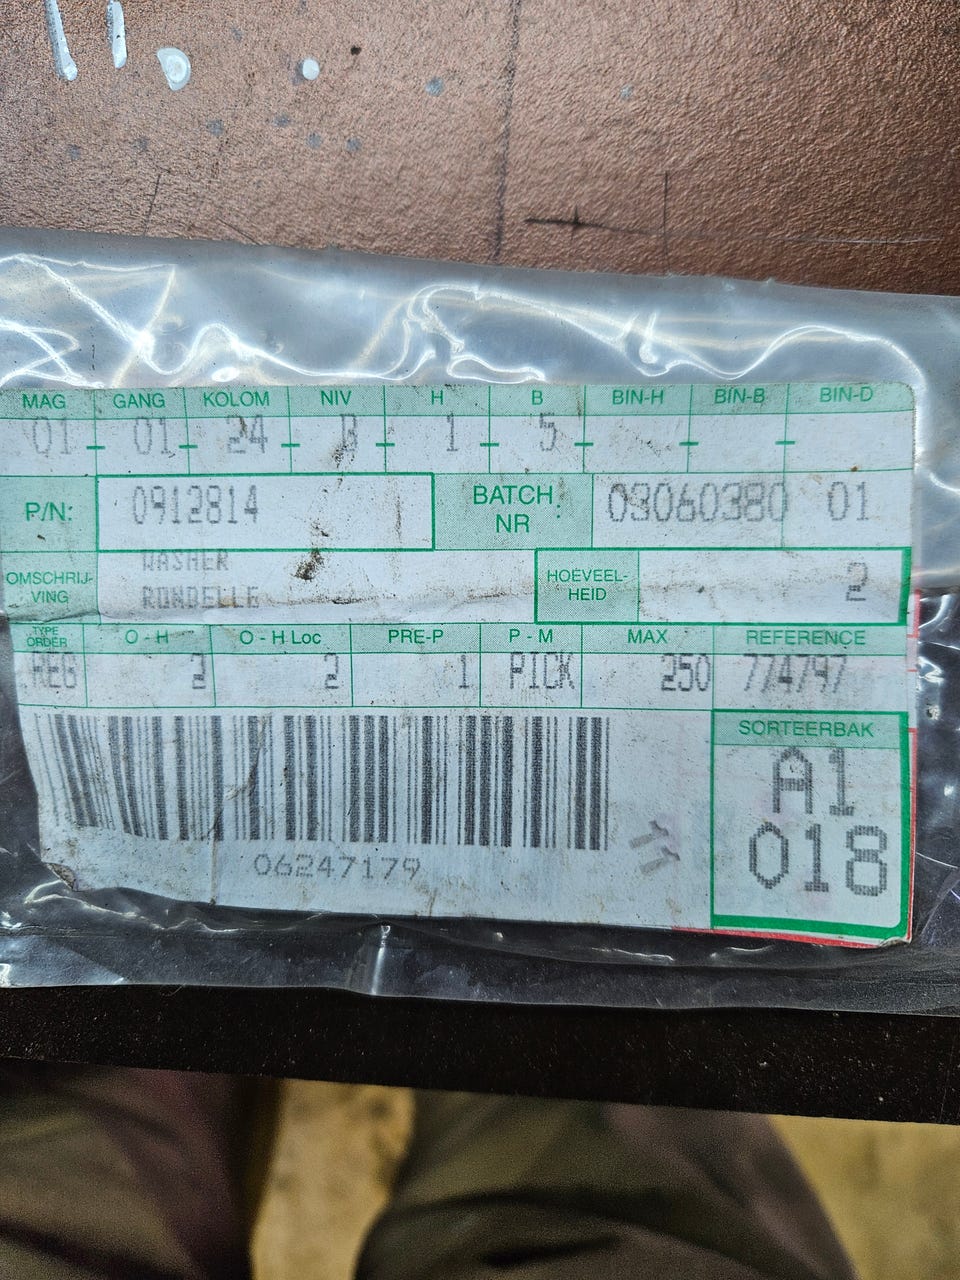 MAG GANG KOLOM NIV H B BIN-H BIN-B BIN-D
01 - 01 - 24 - B - 1 - 5 - - -
P/N: 0912814 BATCH NR : 03060380 01
OMSCHRIJ-VING WASHER
RONDELLE
HOEVEEL-HEID 2
TYPE ORDER O - H O - H Loc PRE-P P - M MAX REFERENCE
REG 2 2 1 PICK 250 774797
SORTEERBAK
A1
018
06247179